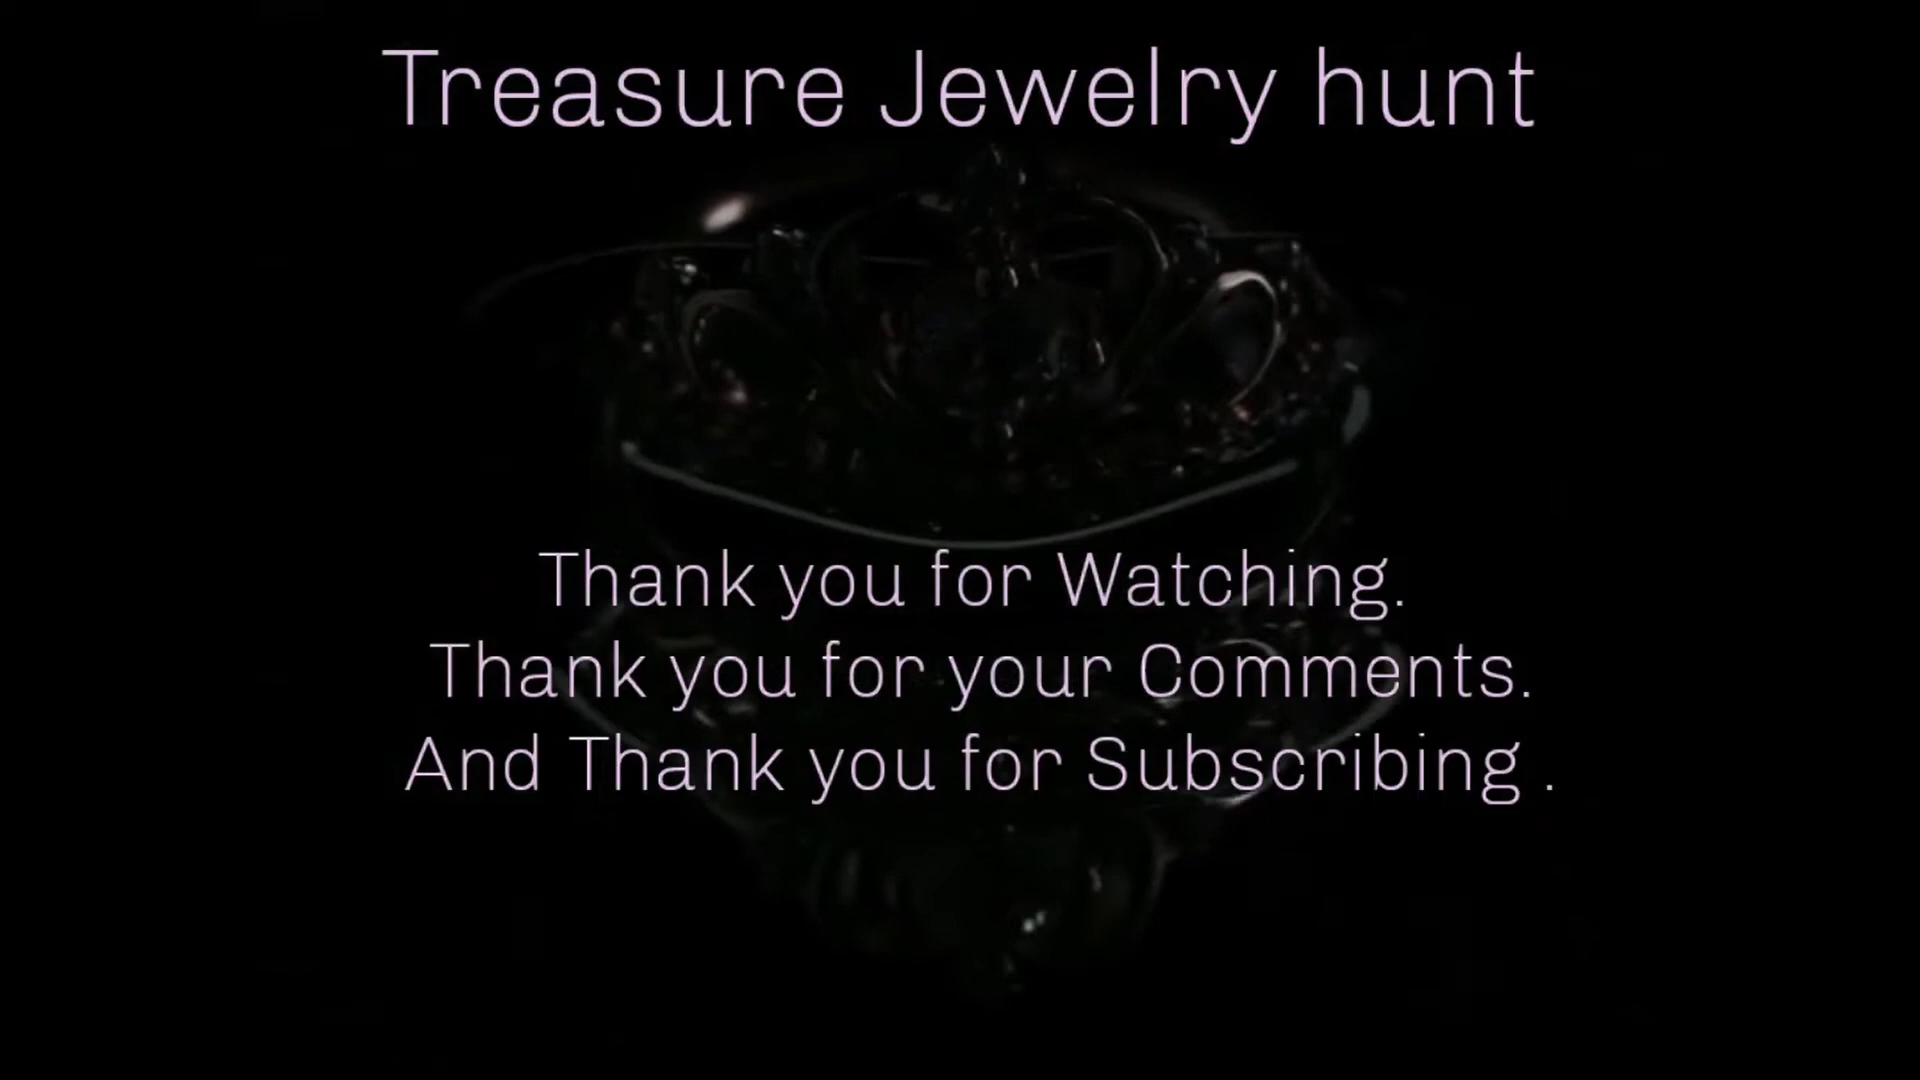 Treasure Jewelry hunt
Thank you for Watching.
Thank you for your Comments.
And Thank you for Subscribing .